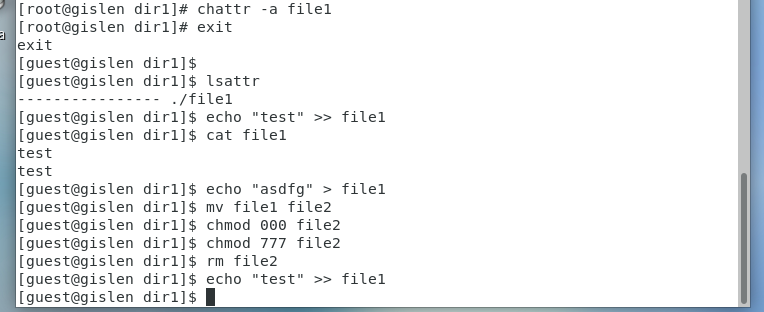 [root@gislen dir1]# chattr -a file1
[root@gislen dir1]# exit
exit
[guest@gislen dir1]$
[guest@gislen dir1]$ lsattr
---------------- ./file1
[guest@gislen dir1]$ echo "test" >> file1
[guest@gislen dir1]$ cat file1
test
test
[guest@gislen dir1]$ echo "asdfg" > file1
[guest@gislen dir1]$ mv file1 file2
[guest@gislen dir1]$ chmod 000 file2
[guest@gislen dir1]$ chmod 777 file2
[guest@gislen dir1]$ rm file2
[guest@gislen dir1]$ echo "test" >> file1
[guest@gislen dir1]$